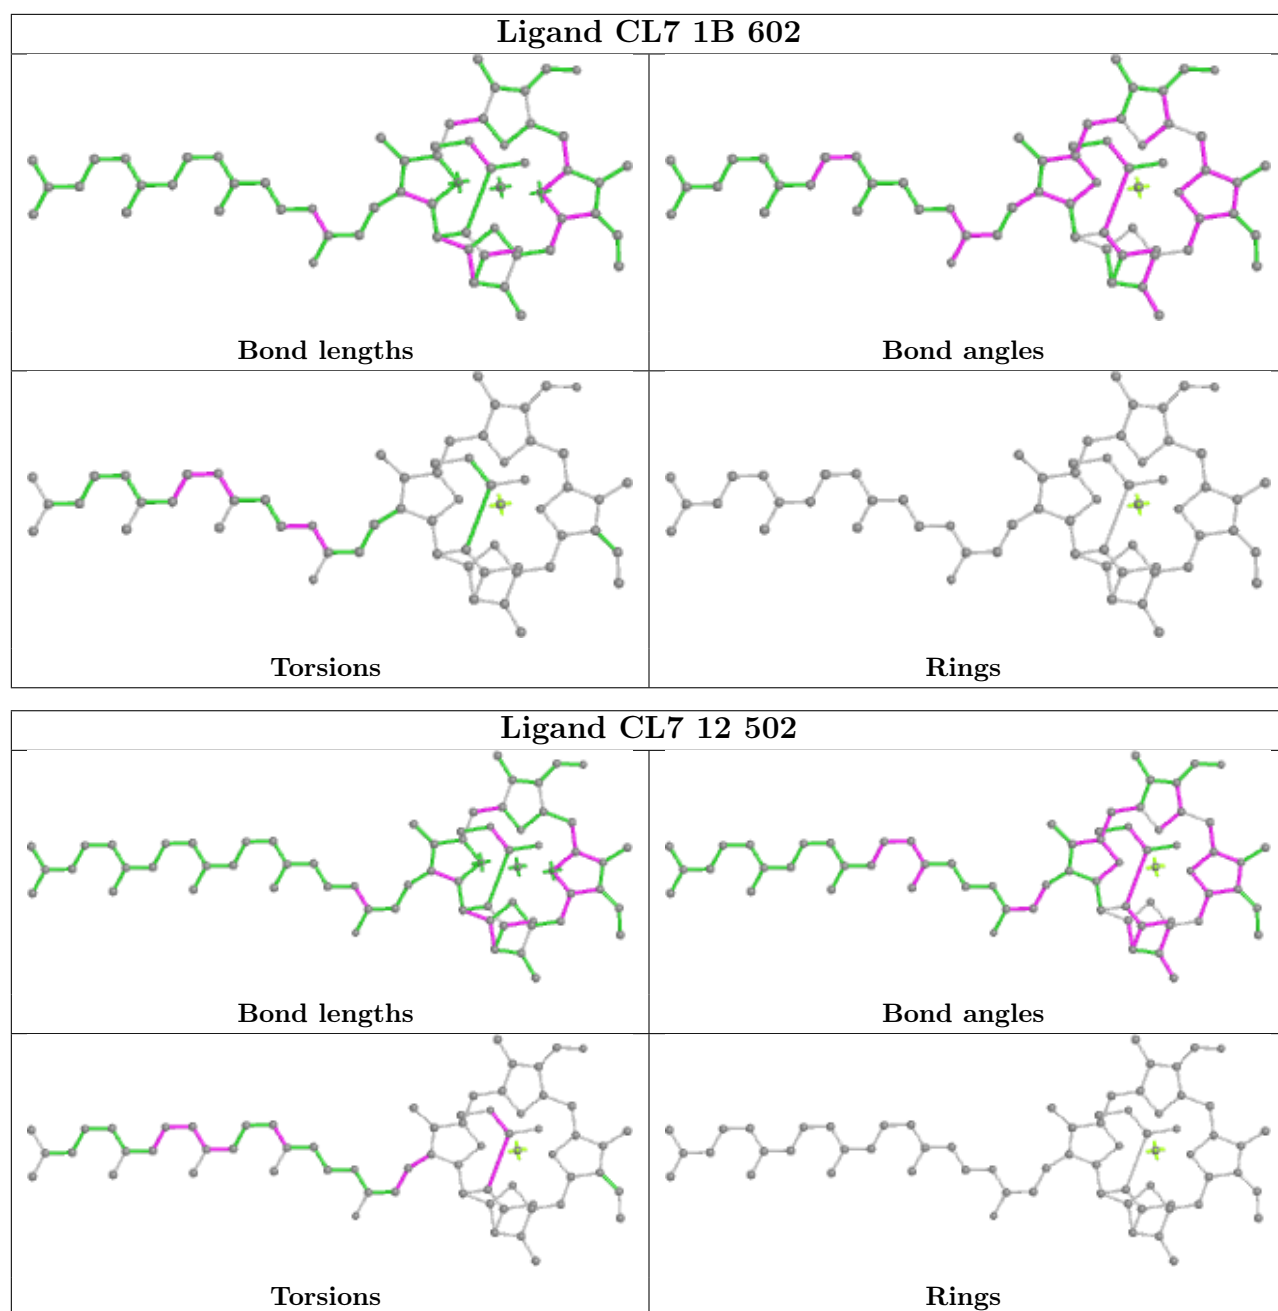 Ligand CL7 1B 602
Bond lengths
Bond angles
Torsions
Rings
Ligand CL7 12 502
Bond lengths
Bond angles
Torsions
Rings